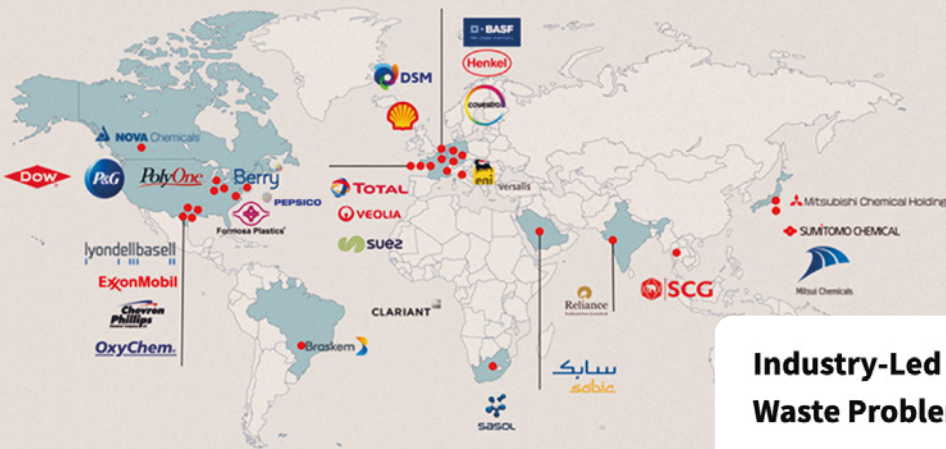 NOVA Chemicals
DOW
P&G
PolyOne
Berry
PEPSICO
Formosa Plastics
lyondellbasell
ExxonMobil
Chevron
Phillips
OxyChem
Braskem
DSM
BASF
We create chemistry
Henkel
covestro
eni
versalis
TOTAL
VEOLIA
suez
CLARIANT
sasol
سابك
sabic
Reliance
Industries Limited
SCG
Mitsubishi Chemical Holding
SUMITOMO CHEMICAL
Mitsui Chemicals
Industry-Led
Waste Proble